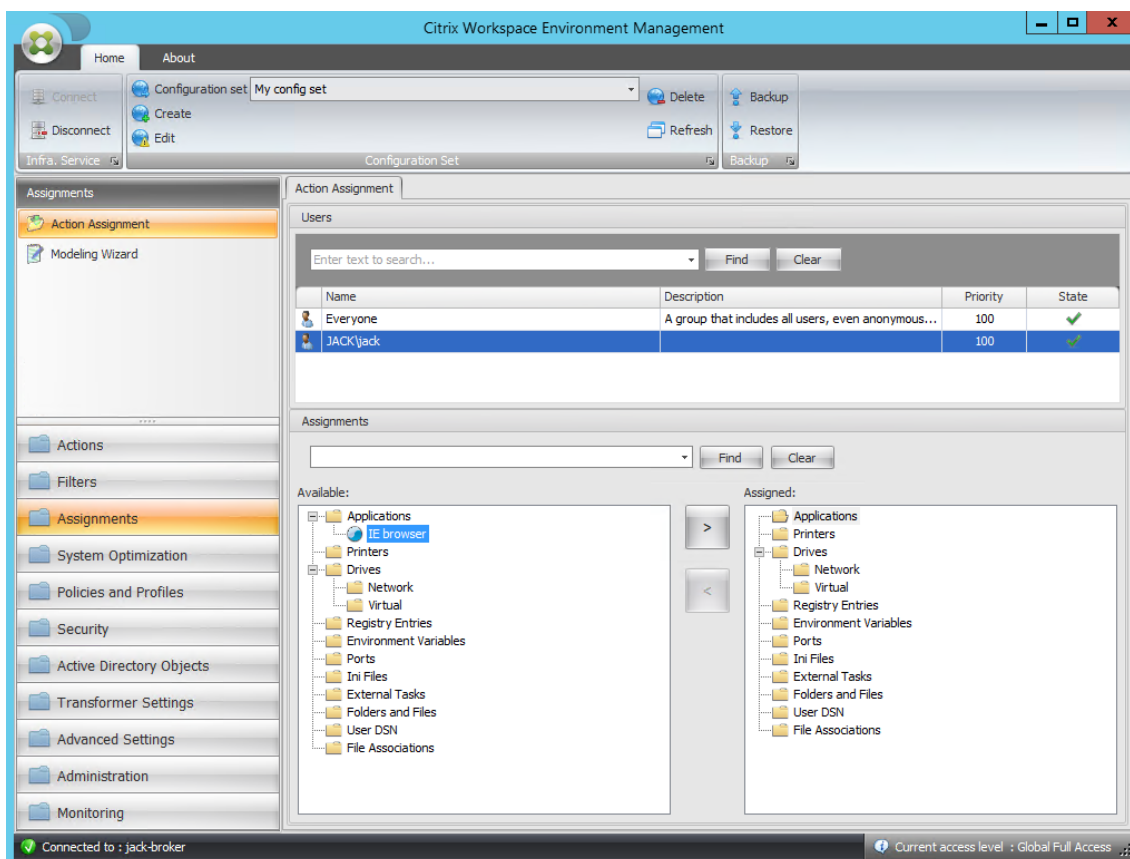 Citrix Workspace Environment Management
Home About
Connect
Disconnect
Infra. Service
Configuration set My config set
Create
Edit
Delete
Refresh
Configuration Set
Backup
Restore
Backup
Assignments
Action Assignment
Modeling Wizard
Actions
Filters
Assignments
System Optimization
Policies and Profiles
Security
Active Directory Objects
Transformer Settings
Advanced Settings
Administration
Monitoring
Action Assignment
Users
Enter text to search... Find Clear
Name Description Priority State
Everyone A group that includes all users, even anonymous... 100
JACK\jack 100
Assignments
Find Clear
Available:
Applications
IE browser
Printers
Drives
Network
Virtual
Registry Entries
Environment Variables
Ports
Ini Files
External Tasks
Folders and Files
User DSN
File Associations
>
<
Assigned:
Applications
Printers
Drives
Network
Virtual
Registry Entries
Environment Variables
Ports
Ini Files
External Tasks
Folders and Files
User DSN
File Associations
Connected to : jack-broker
Current access level : Global Full Access